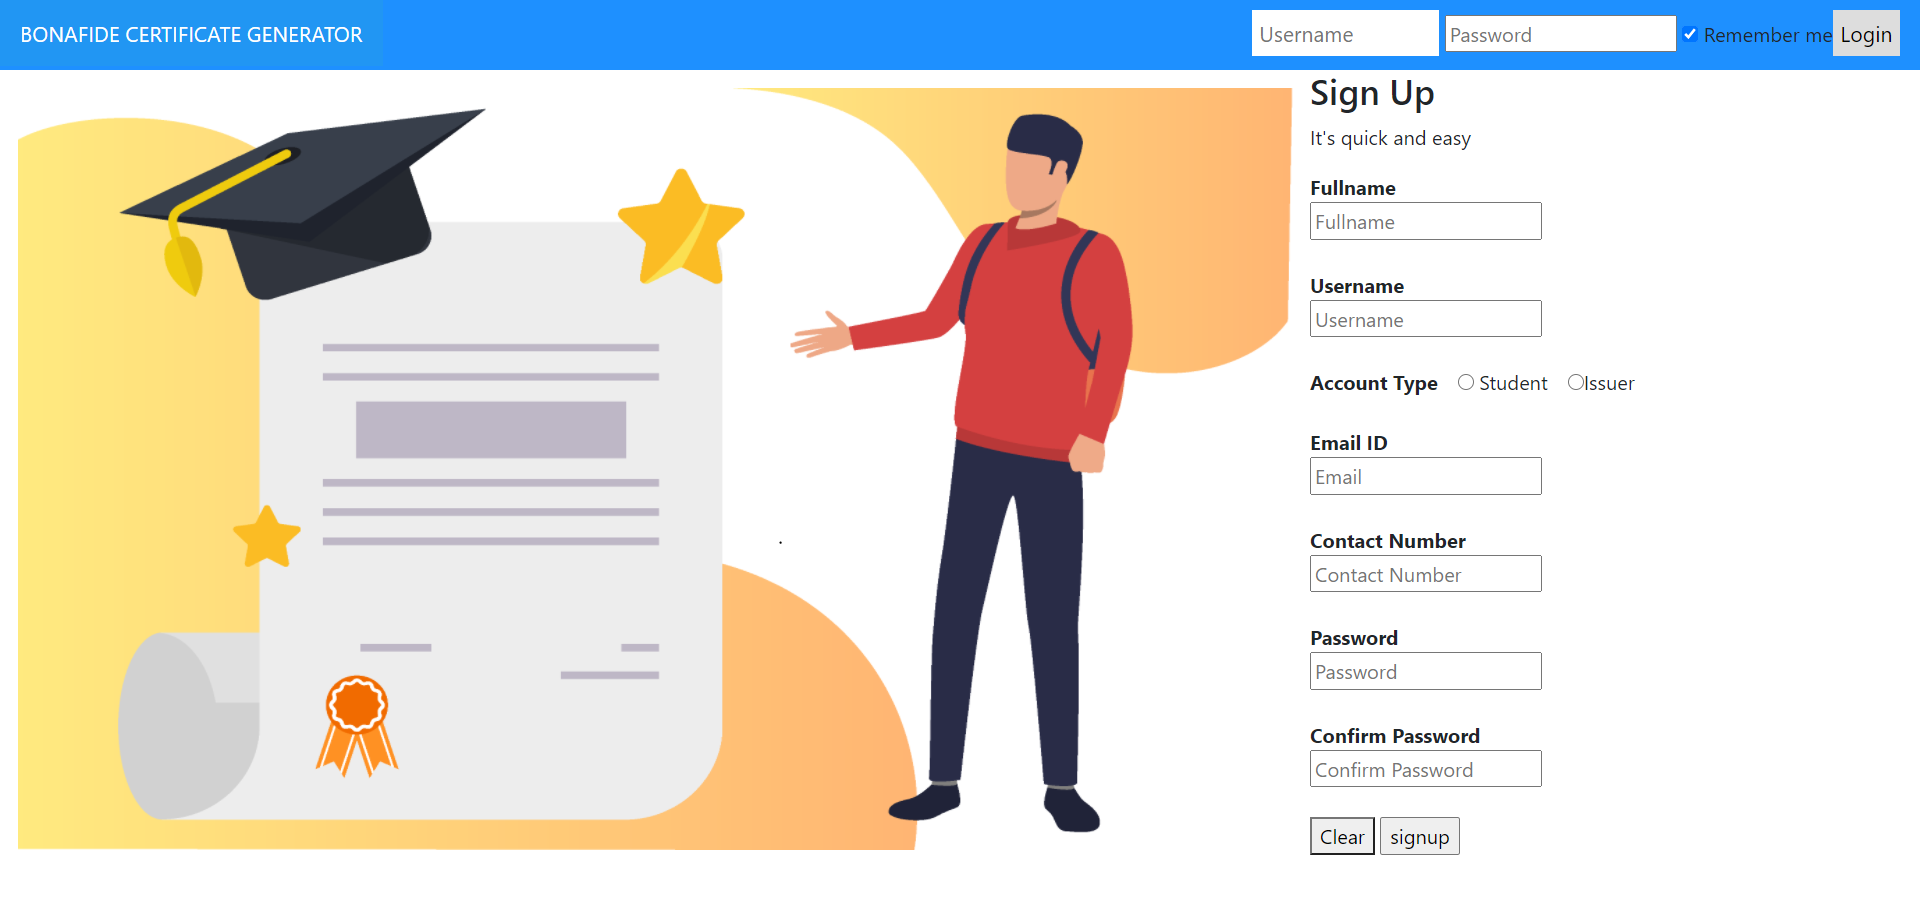 BONAFIDE CERTIFICATE GENERATOR
Username Password Remember me Login
Sign Up
It's quick and easy
Fullname
Fullname
Username
Username
Account Type Student Issuer
Email ID
Email
Contact Number
Contact Number
Password
Password
Confirm Password
Confirm Password
Clear signup